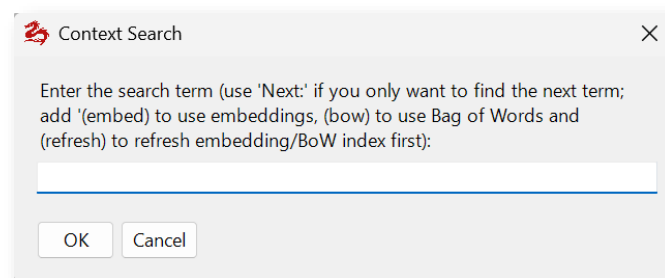 Context Search
Enter the search term (use 'Next:' if you only want to find the next term;
add '(embed) to use embeddings, (bow) to use Bag of Words and
(refresh) to refresh embedding/BoW index first):
OK Cancel